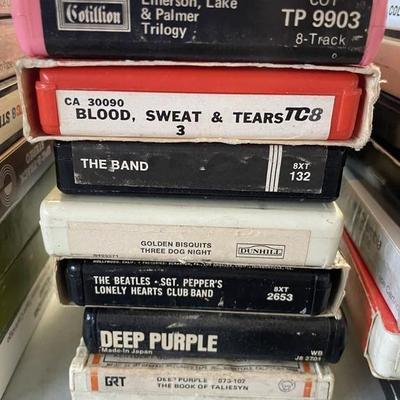 Cotillion
Emerson, Lake
& Palmer
Trilogy
TP 9903
8-Track
CA 30090
BLOOD, SWEAT & TEARS
3
TC8
THE BAND
8XT
132
GOLDEN BISQUITS
THREE DOG NIGHT
DUNHILL
THE BEATLES • SGT. PEPPER'S
LONELY HEARTS CLUB BAND
8XT
2653
DEEP PURPLE
Made in Japan
WB
J8 2701
GRT
DEEP PURPLE 873-107
THE BOOK OF TALIESYN